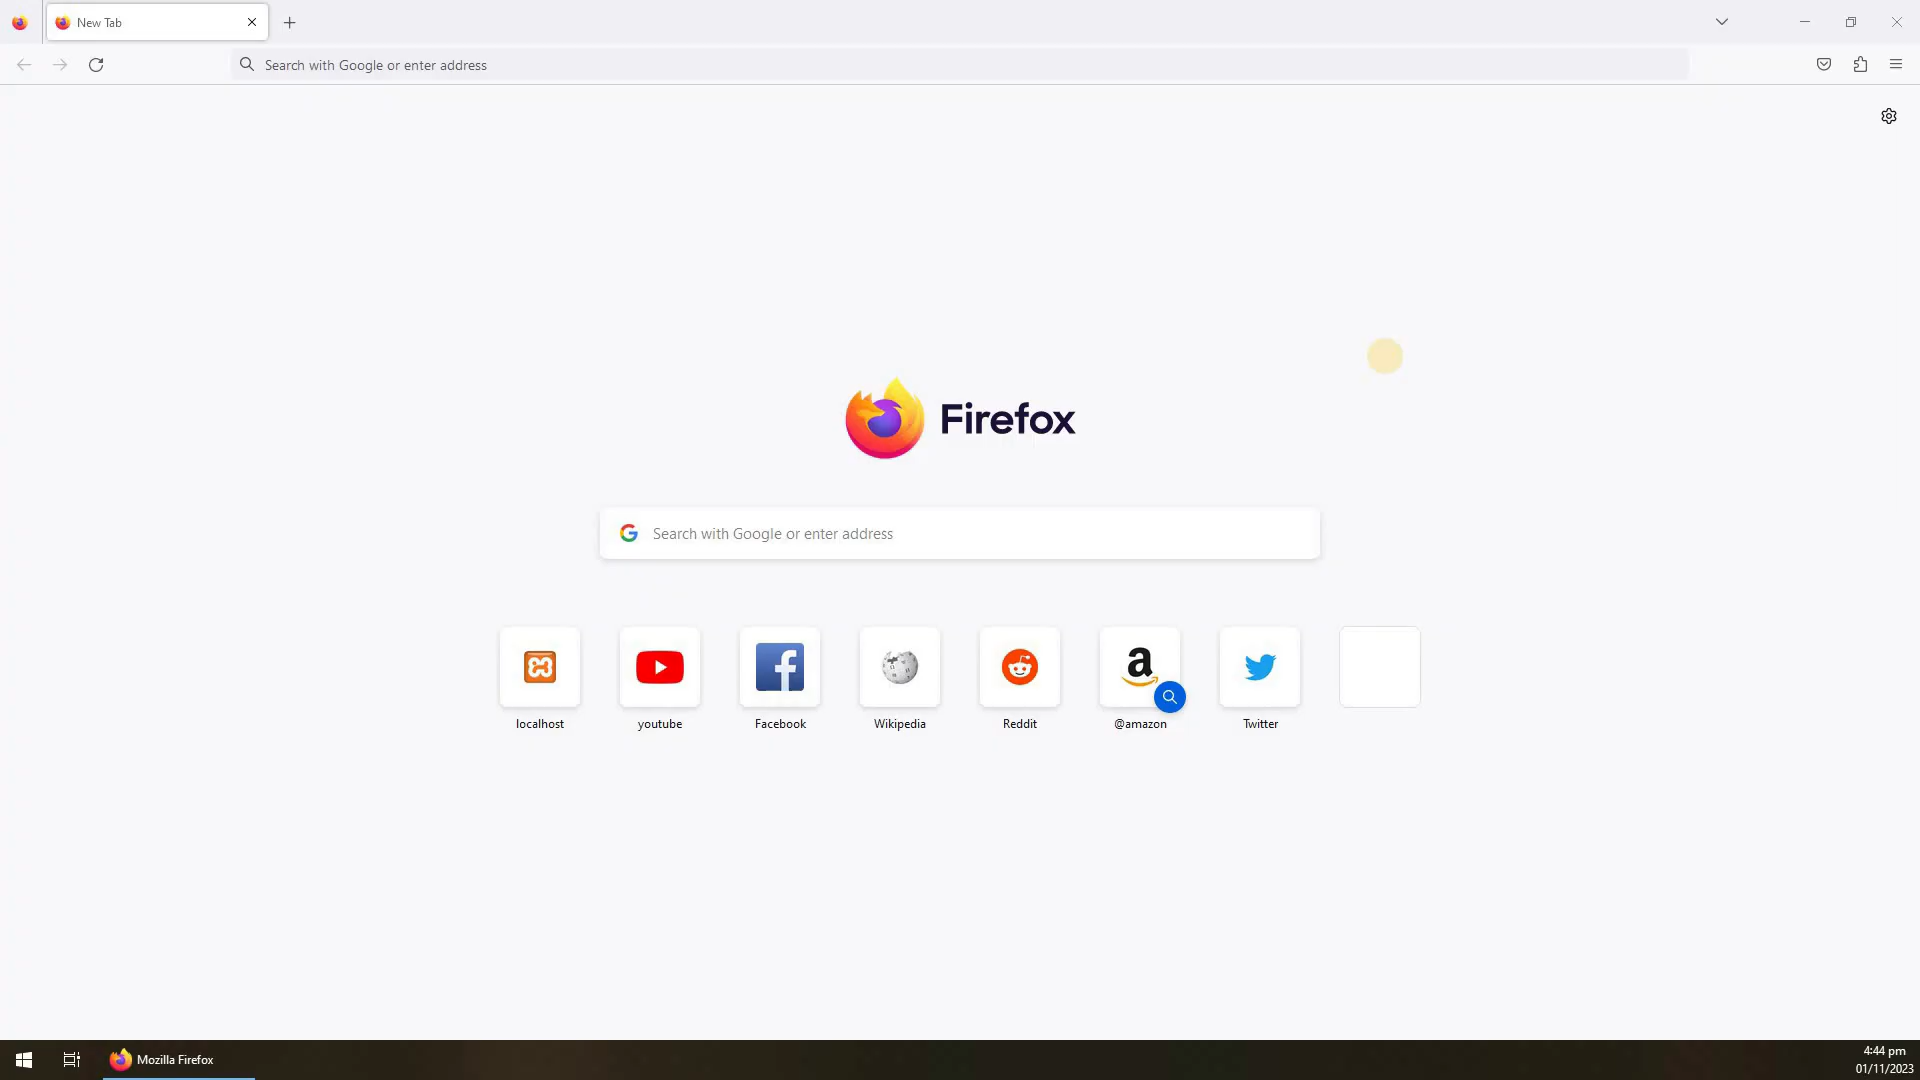 New Tab
Search with Google or enter address
Firefox
Search with Google or enter address
localhost
youtube
Facebook
Wikipedia
Reddit
@amazon
Twitter
Mozilla Firefox
4:44 pm
01/11/2023